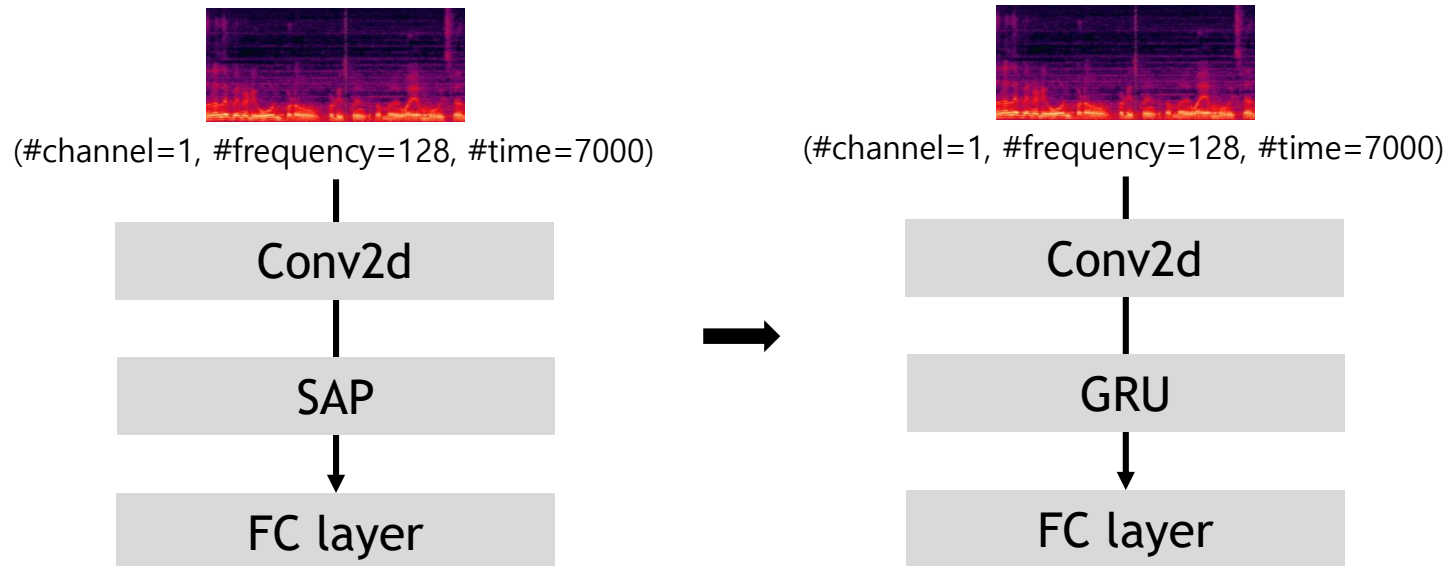 (#channel=1, #frequency=128, #time=7000)
Conv2d
SAP
FC layer
(#channel=1, #frequency=128, #time=7000)
Conv2d
GRU
FC layer